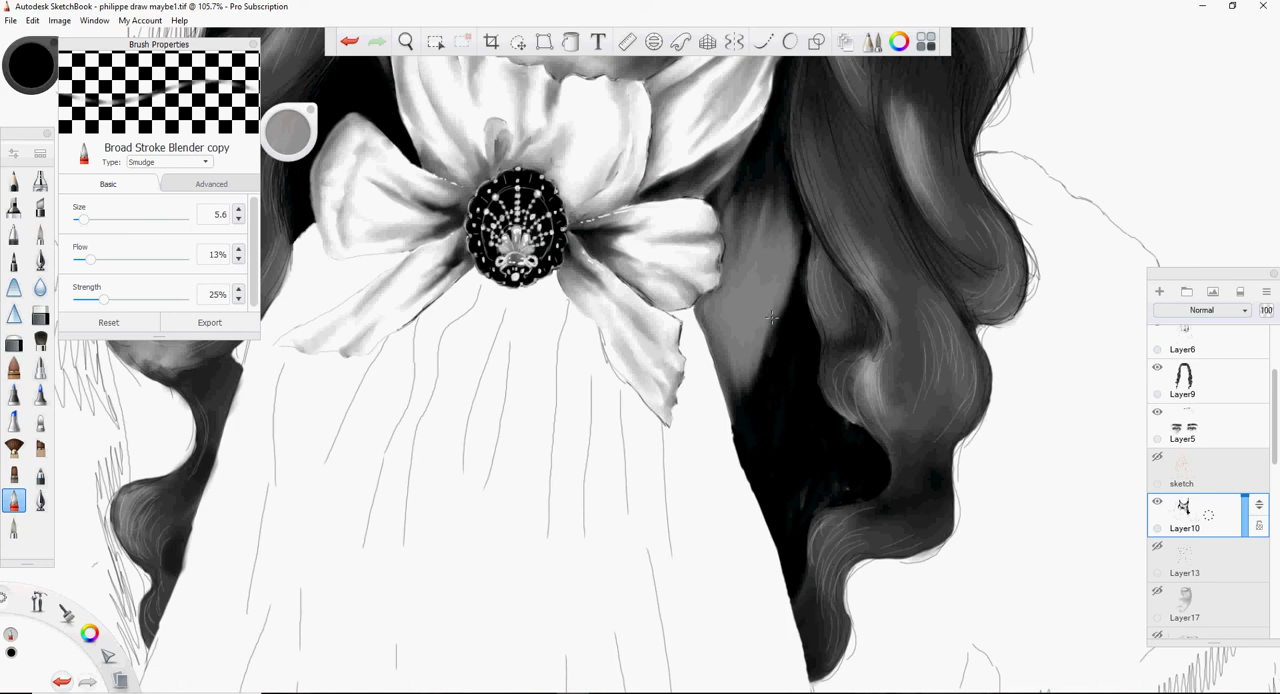 Autodesk SketchBook - philippe draw maybe1.tif @ 105.7% - Pro Subscription
File Edit Image Window My Account Help
Brush Properties
Broad Stroke Blender copy
Type: Smudge
Basic Advanced
Size
5.6
Flow
13%
Strength
25%
Reset Export
Normal 100
Layer6
Layer9
Layer5
sketch
Layer10
Layer13
Layer17